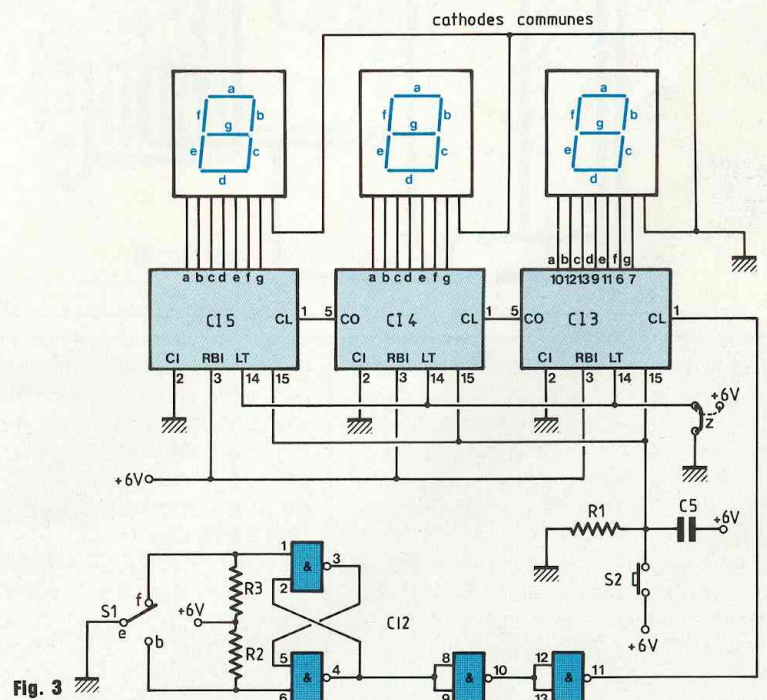 cathodes communes
a
f b
g
e c
d
a
f b
g
e c
d
a
f b
g
e c
d
a b c d e f g
a b c d e f g
a b c d e f g
10 12 13 9 11 6 7
CI5 CL 1 5 CO CI4 CL 1 5 CO CI3 CL 1
CI RBI LT
CI RBI LT
CI RBI LT
2 3 14 15
2 3 14 15
2 3 14 15
+6V
Z
+6V
R1
C5
+6V
S2
+6V
S1
f
e
b
+6V
R3
R2
1
2
&
3
CI2
5
6
&
4
8
9
&
10
12
13
&
11
Fig. 3